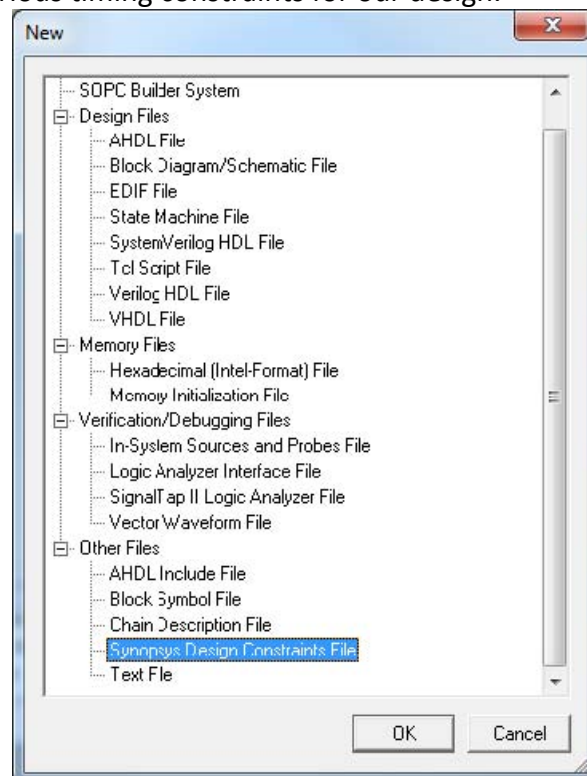 rious timing constraints for our design.
New
SOPC Builder System
Design Files
AHDL File
Block Diagram/Schematic File
EDIF File
State Machine File
SystemVerilog HDL File
Tcl Script File
Verilog HDL File
VHDL File
Memory Files
Hexadecimal (Intel-Format) File
Memory Initialization File
Verification/Debugging Files
In-System Sources and Probes File
Logic Analyzer Interface File
SignalTap II Logic Analyzer File
Vector Waveform File
Other Files
AHDL Include File
Block Symbol File
Chain Description File
Synopsys Design Constraints File
Text File
OK Cancel